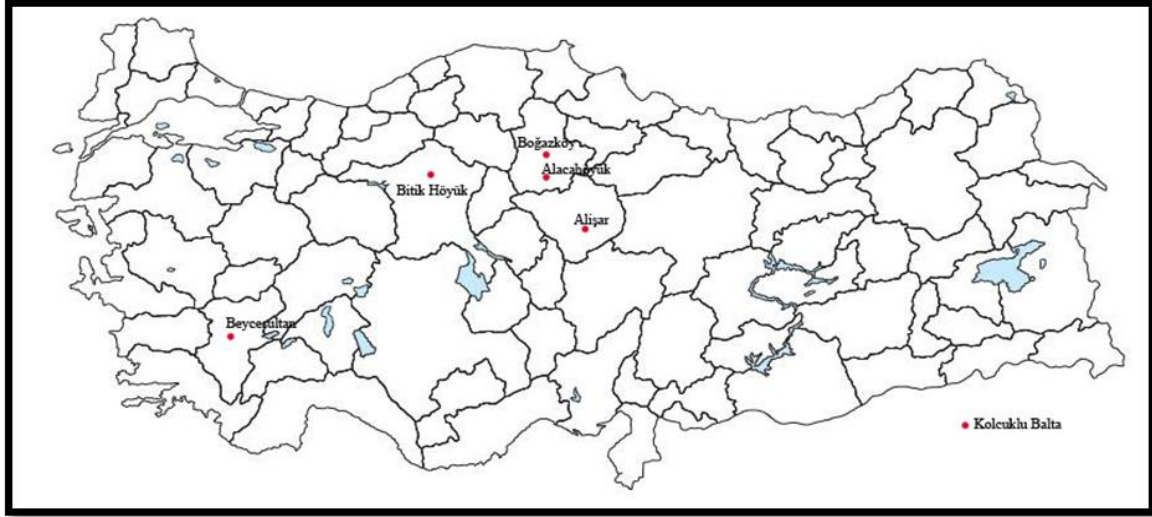 Boğazköy
Alacahöyük
Bitik Höyük
Alişar
Beycesultan
Kolcuklu Balta